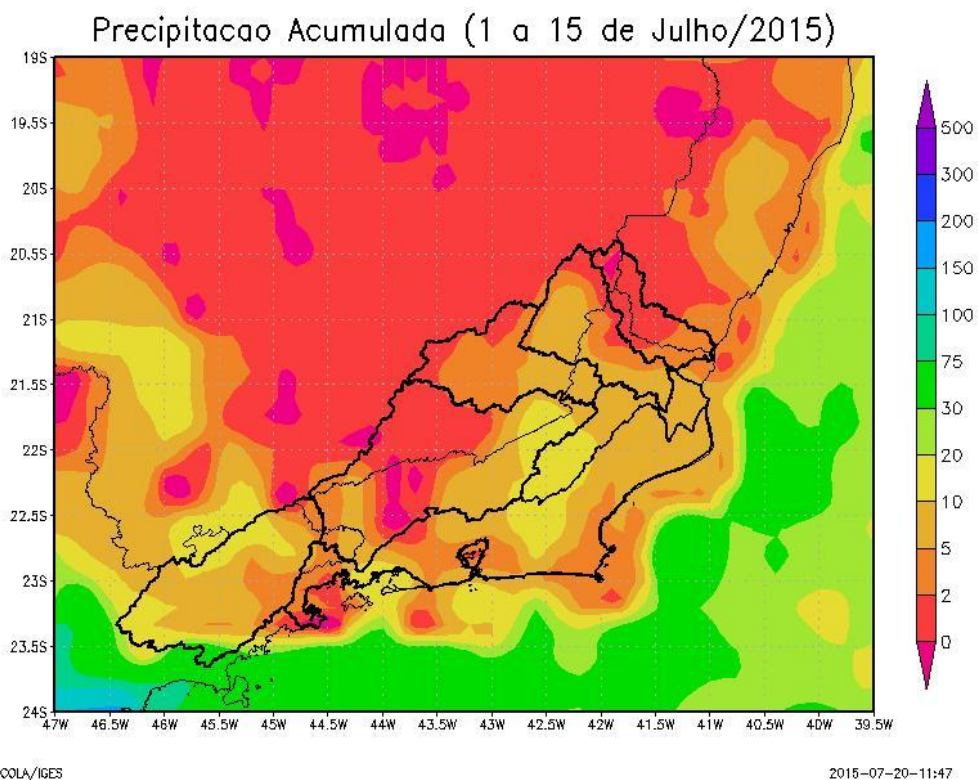 Precipitacao Acumulada (1 a 15 de Julho/2015)
19S
19.5S
20S
20.5S
21S
21.5S
22S
22.5S
23S
23.5S
24S
47W 46.5W 46W 45.5W 45W 44.5W 44W 43.5W 43W 42.5W 42W 41.5W 41W 40.5W 40W 39.5W
500
300
200
150
100
75
30
20
10
5
2
0
COLA/IGES 2015-07-20-11:47